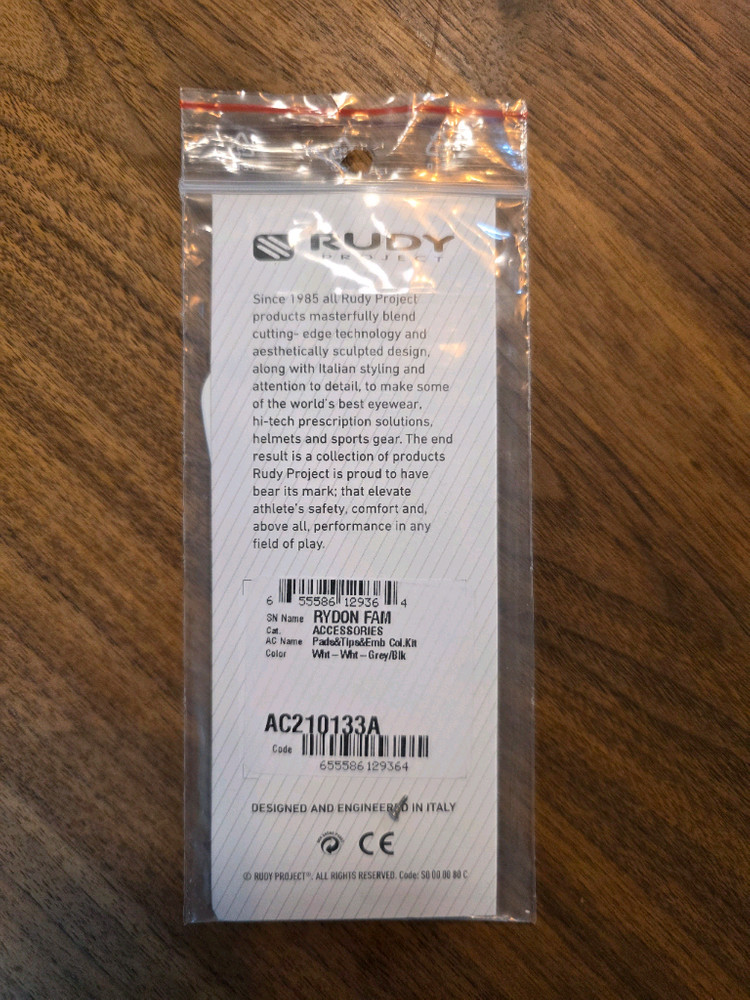 RUDY
PROJECT
Since 1985 all Rudy Project
products masterfully blend
cutting- edge technology and
aesthetically sculpted design,
along with Italian styling and
attention to detail, to make some
of the world's best eyewear,
hi-tech prescription solutions,
helmets and sports gear. The end
result is a collection of products
Rudy Project is proud to have
bear its mark; that elevate
athlete's safety, comfort and,
above all, performance in any
field of play.
6 55586 12936 4
SN Name RYDON FAM
Cat. ACCESSORIES
AC Name Pads&Tips&Emb Col.Kit
Color Wht-Wht-Grey/Blk
AC210133A
Code
655586129364
DESIGNED AND ENGINEERED IN ITALY
CE
© RUDY PROJECT®. ALL RIGHTS RESERVED. Code: S0 00 00 80 C